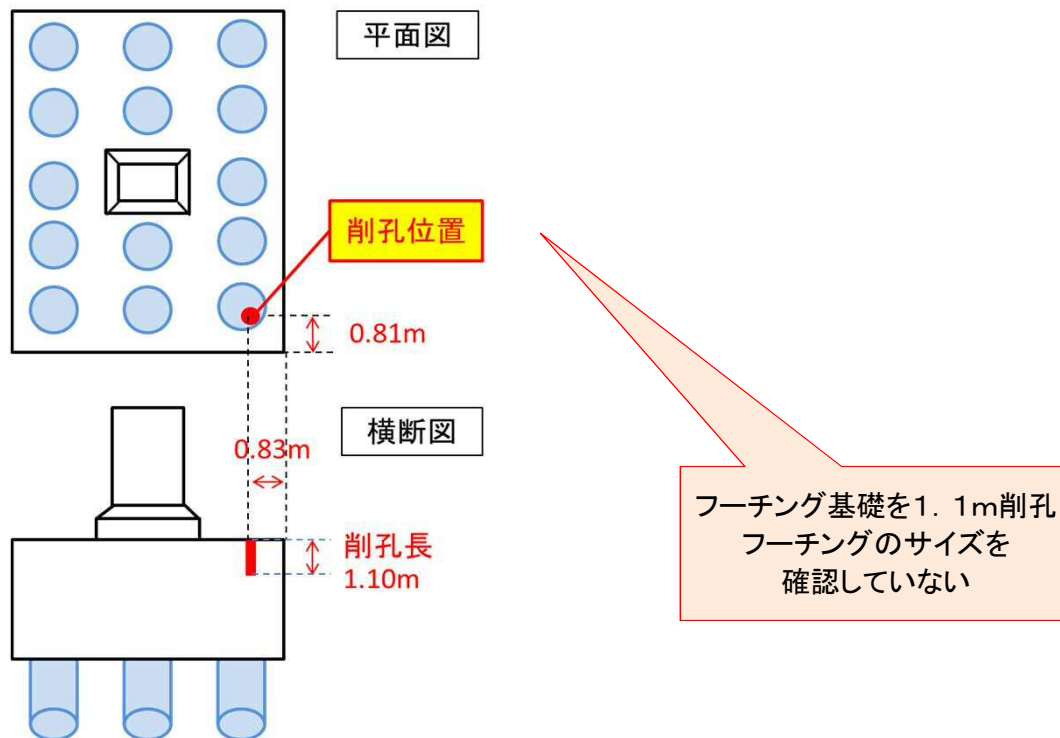 平面図
削孔位置
0.81m
横断図
0.83m
削孔長
1.10m
フーチング基礎を1．1m削孔
フーチングのサイズを
確認していない